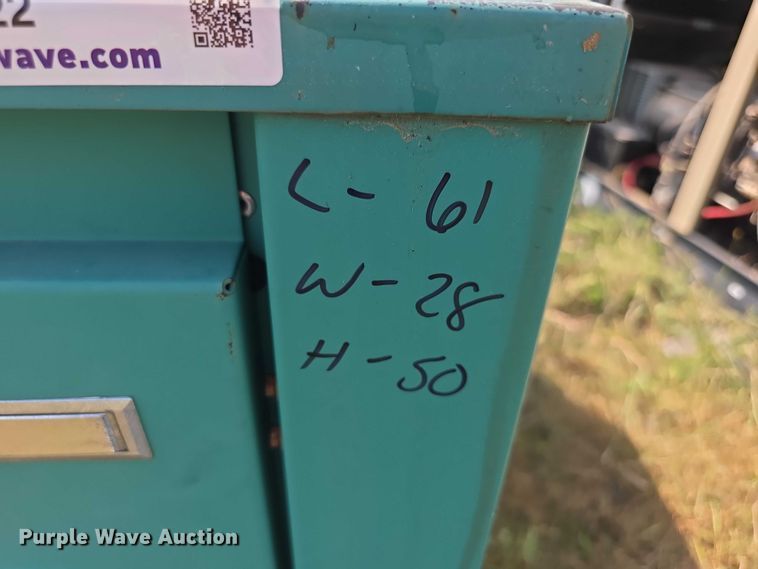 22
wave.com
L- 61
W-28
H-50
Purple Wave Auction